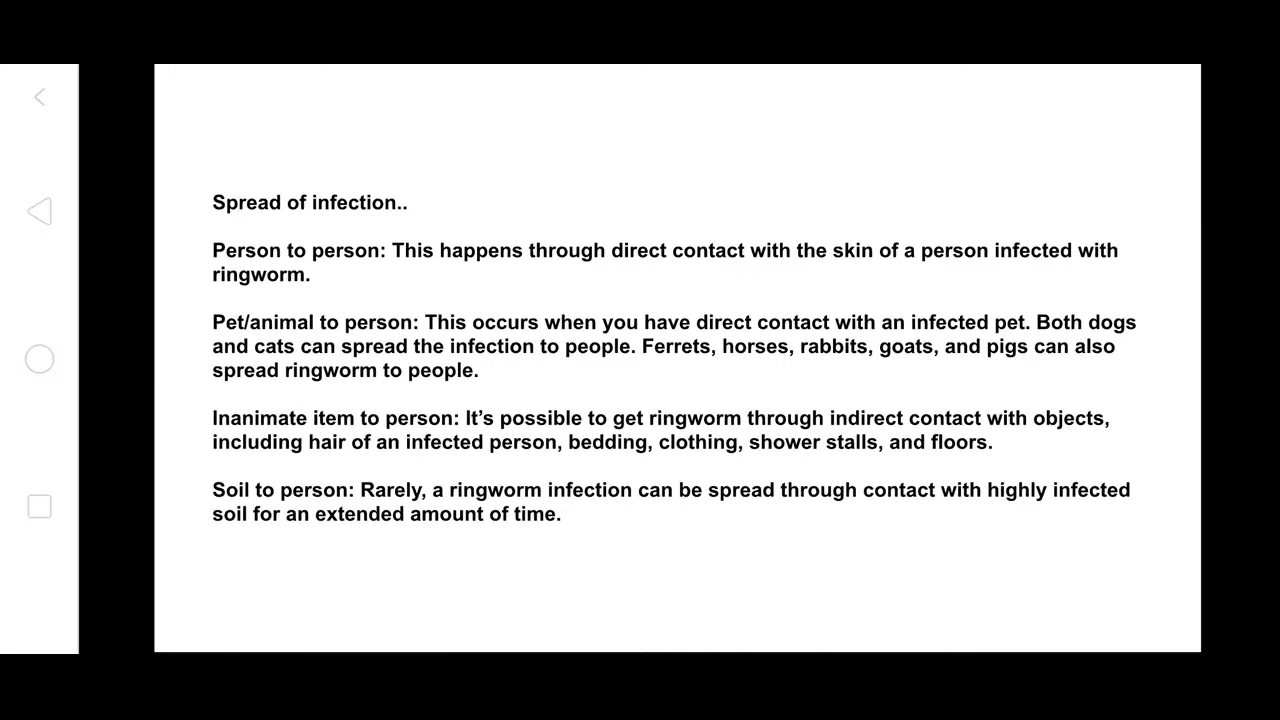 Spread of infection..
Person to person: This happens through direct contact with the skin of a person infected with
ringworm.
Pet/animal to person: This occurs when you have direct contact with an infected pet. Both dogs
and cats can spread the infection to people. Ferrets, horses, rabbits, goats, and pigs can also
spread ringworm to people.
Inanimate item to person: It’s possible to get ringworm through indirect contact with objects,
including hair of an infected person, bedding, clothing, shower stalls, and floors.
Soil to person: Rarely, a ringworm infection can be spread through contact with highly infected
soil for an extended amount of time.